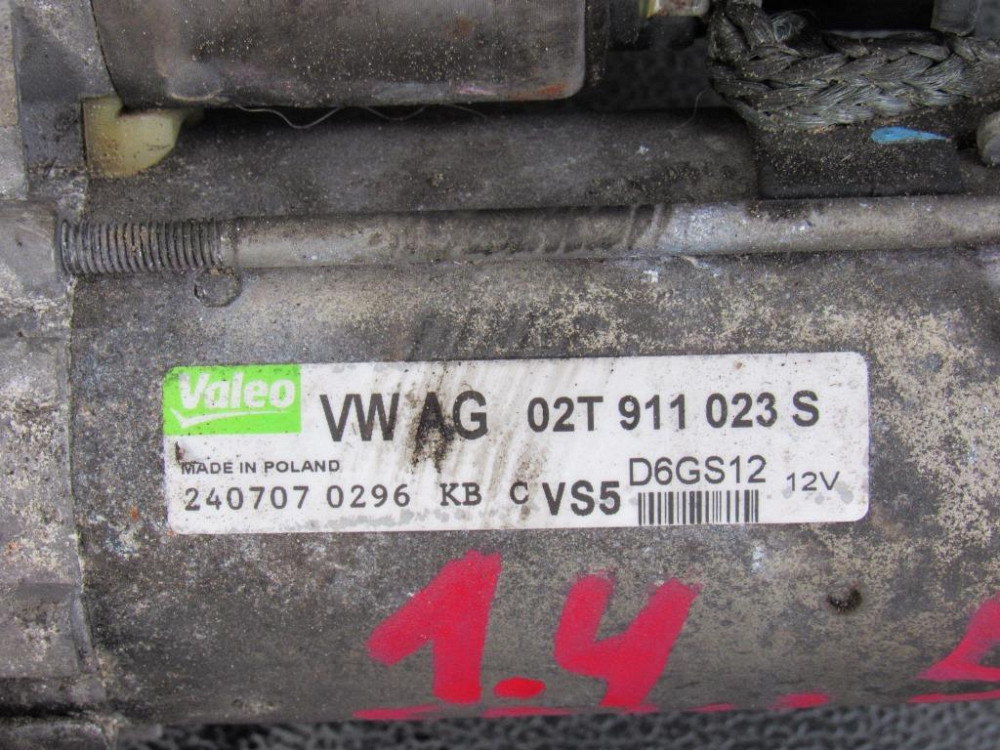 Valeo VW AG 02T 911 023 S
MADE IN POLAND
240707 0296 KB C VS5 D6GS12 12V
1.4